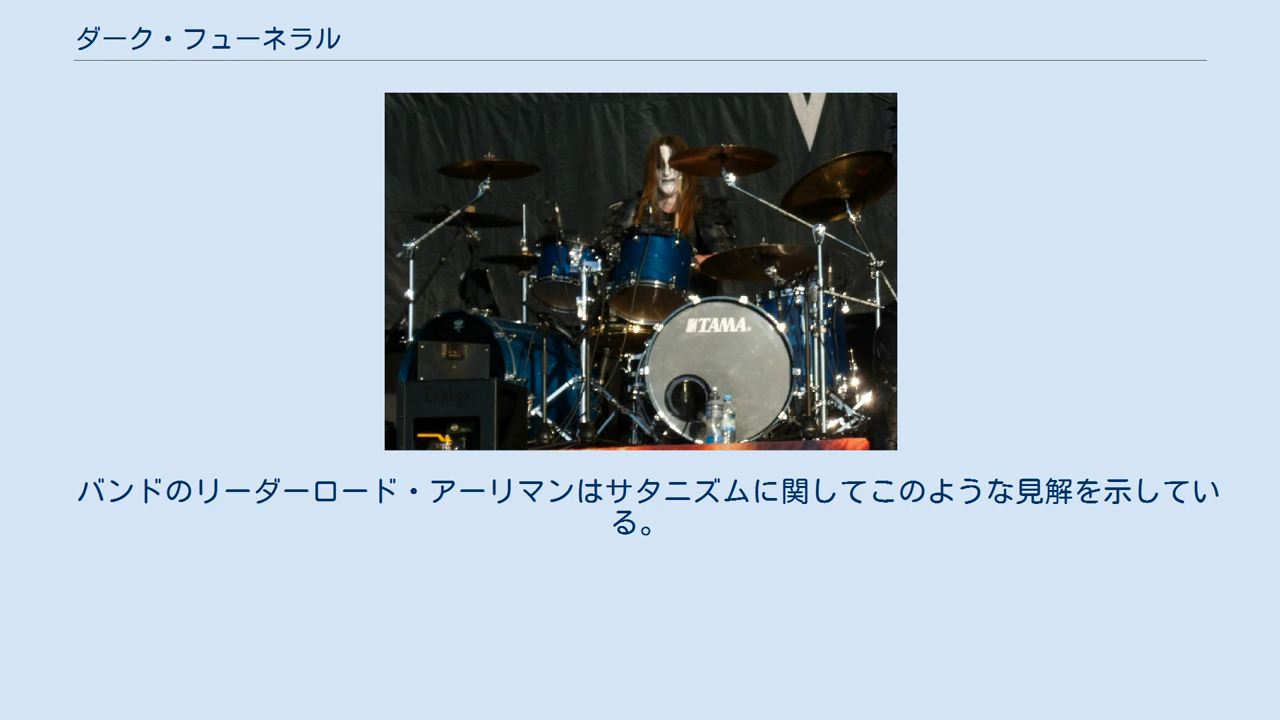 ダーク・フューネラル
TAMA
バンドのリーダーロード・アーリマンはサタニズムに関してこのような見解を示してい
る。